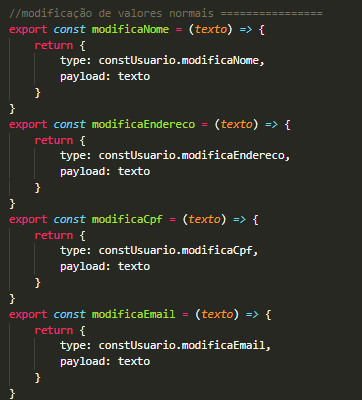 //modificação de valores normais ================
export const modificaNome = (texto) => {
    return {
        type: constUsuario.modificaNome,
        payload: texto
    }
}
export const modificaEndereco = (texto) => {
    return {
        type: constUsuario.modificaEndereco,
        payload: texto
    }
}
export const modificaCpf = (texto) => {
    return {
        type: constUsuario.modificaCpf,
        payload: texto
    }
}
export const modificaEmail = (texto) => {
    return {
        type: constUsuario.modificaEmail,
        payload: texto
    }
}